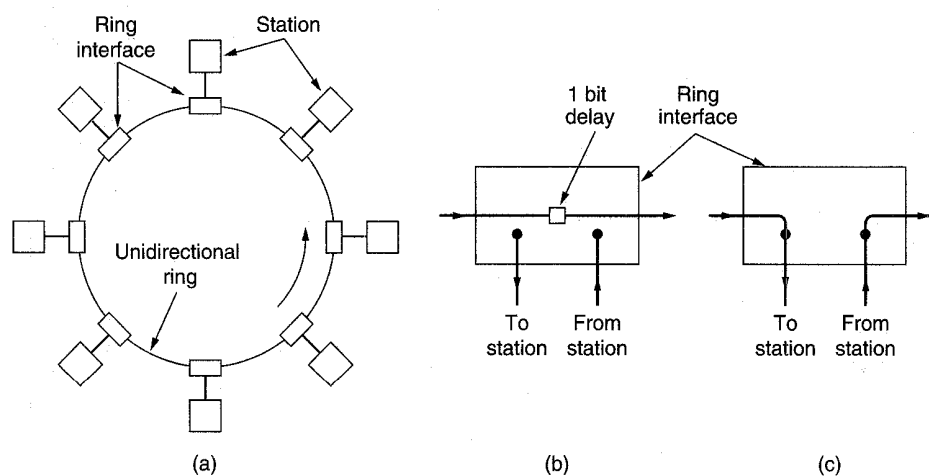 Ring
interface
Station
Unidirectional
ring
(a)
1 bit
delay
Ring
interface
To
station
From
station
(b)
To
station
From
station
(c)